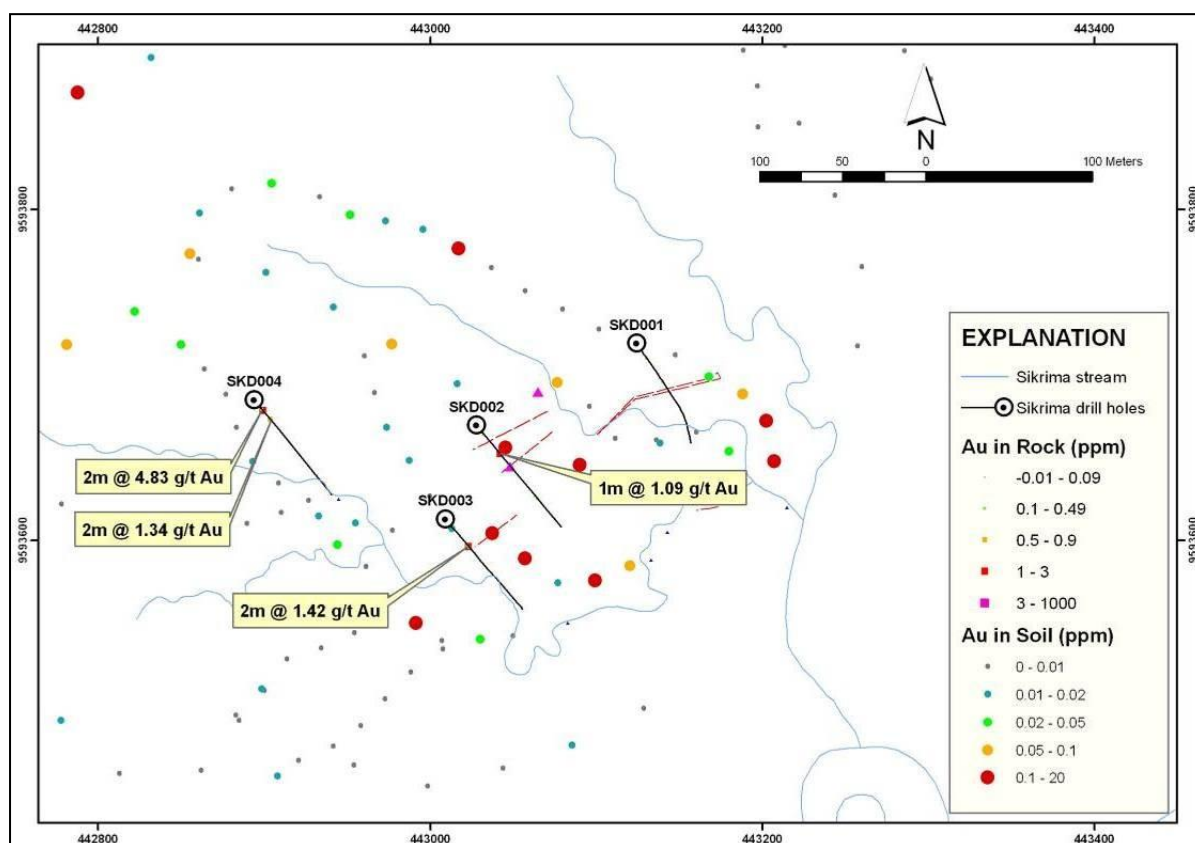 442800 443000 443200 443400
100 50 0 100 Meters
N
9593800 9593800
SKD001
SKD004
SKD002
2m @ 4.83 g/t Au
1m @ 1.09 g/t Au
2m @ 1.34 g/t Au
SKD003
9593600 9593600
2m @ 1.42 g/t Au
EXPLANATION
Sikrima stream
Sikrima drill holes
Au in Rock (ppm)
-0.01 - 0.09
0.1 - 0.49
0.5 - 0.9
1 - 3
3 - 1000
Au in Soil (ppm)
0 - 0.01
0.01 - 0.02
0.02 - 0.05
0.05 - 0.1
0.1 - 20
442800 443000 443200 443400